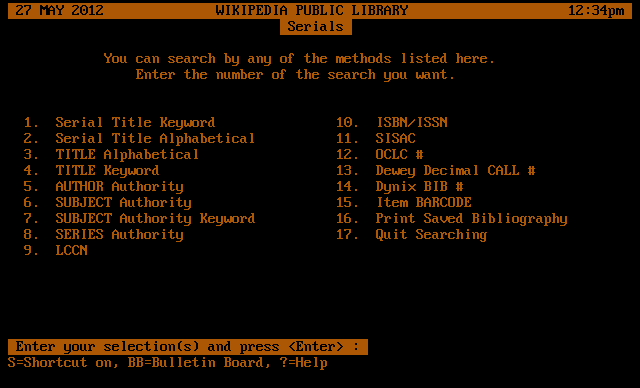 27 MAY 2012 WIKIPEDIA PUBLIC LIBRARY 12:34pm
Serials
You can search by any of the methods listed here.
Enter the number of the search you want.
1. Serial Title Keyword
2. Serial Title Alphabetical
3. TITLE Alphabetical
4. TITLE Keyword
5. AUTHOR Authority
6. SUBJECT Authority
7. SUBJECT Authority Keyword
8. SERIES Authority
9. LCCN
10. ISBN/ISSN
11. SISAC
12. OCLC #
13. Dewey Decimal CALL #
14. Dynix BIB #
15. Item BARCODE
16. Print Saved Bibliography
17. Quit Searching
Enter your selection(s) and press <Enter> :
S=Shortcut on, BB=Bulletin Board, ?=Help